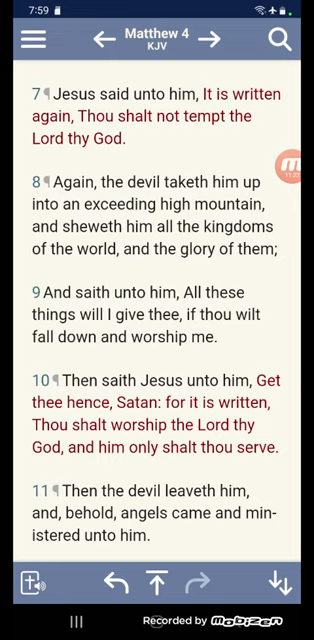 7:59
Matthew 4
KJV
7 ¶ Jesus said unto him, It is written
again, Thou shalt not tempt the
Lord thy God.
8 ¶ Again, the devil taketh him up
into an exceeding high mountain,
and sheweth him all the kingdoms
of the world, and the glory of them;
9 And saith unto him, All these
things will I give thee, if thou wilt
fall down and worship me.
10 ¶ Then saith Jesus unto him, Get
thee hence, Satan: for it is written,
Thou shalt worship the Lord thy
God, and him only shalt thou serve.
11 ¶ Then the devil leaveth him,
and, behold, angels came and min-
istered unto him.
Recorded by Mobizen